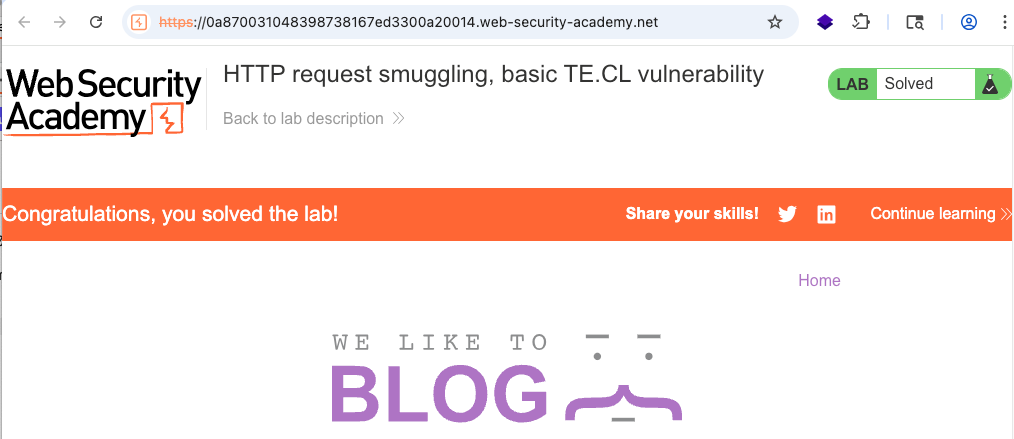 https://0a870031048398738167ed3300a20014.web-security-academy.net
Web Security
Academy
HTTP request smuggling, basic TE.CL vulnerability
Back to lab description
LAB Solved
Congratulations, you solved the lab!
Share your skills!
Continue learning
Home
WE LIKE TO
BLOG